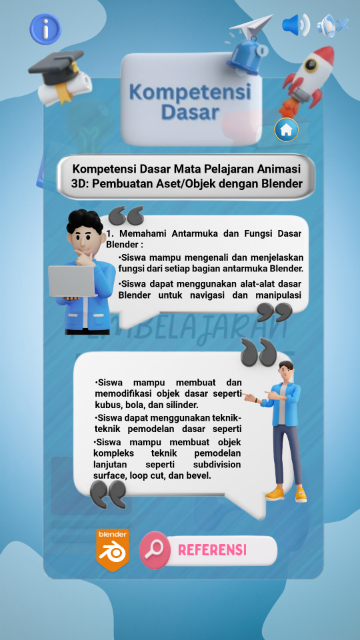 Kompetensi
Dasar
Kompetensi Dasar Mata Pelajaran Animasi
3D: Pembuatan Aset/Objek dengan Blender
1. Memahami Antarmuka dan Fungsi Dasar
Blender :
•Siswa mampu mengenali dan menjelaskan
fungsi dari setiap bagian antarmuka Blender.
•Siswa dapat menggunakan alat-alat dasar
Blender untuk navigasi dan manipulasi
PEMBELAJARAN
•Siswa mampu membuat dan
memodifikasi objek dasar seperti
kubus, bola, dan silinder.
•Siswa dapat menggunakan teknik-
teknik pemodelan dasar seperti
•Siswa mampu membuat objek
kompleks teknik pemodelan
lanjutan seperti subdivision
surface, loop cut, dan bevel.
blender
REFERENSI